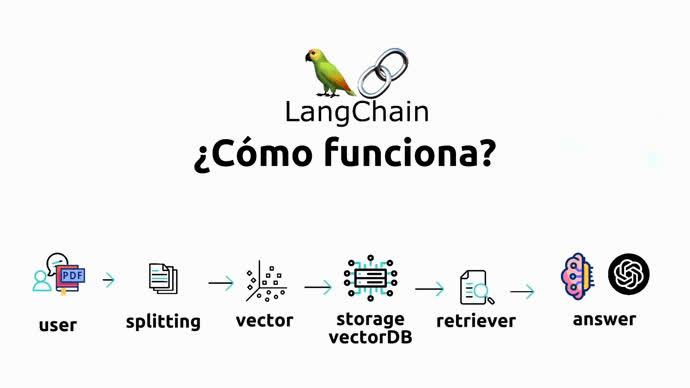 LangChain
¿Cómo funciona?
PDF
user
splitting
vector
storage
vectorDB
retriever
answer